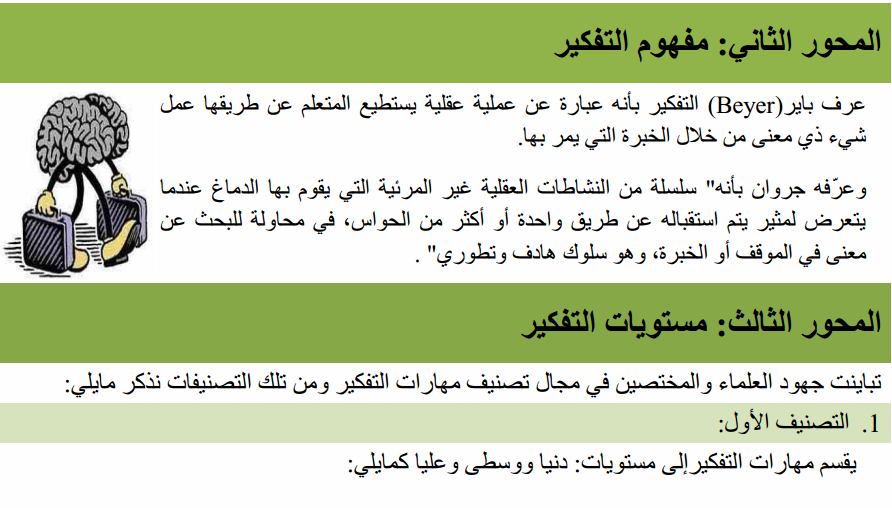 المحور الثاني: مفهوم التفكير
عرف باير(Beyer) التفكير بأنه عبارة عن عملية عقلية يستطيع المتعلم عن طريقها عمل
شيء ذي معنى من خلال الخبرة التي يمر بها.
وعرّفه جروان بأنه" سلسلة من النشاطات العقلية غير المرئية التي يقوم بها الدماغ عندما
يتعرض لمثير يتم استقباله عن طريق واحدة أو أكثر من الحواس، في محاولة للبحث عن
معنى في الموقف أو الخبرة، وهو سلوك هادف وتطوري" .
المحور الثالث: مستويات التفكير
تباينت جهود العلماء والمختصين في مجال تصنيف مهارات التفكير ومن تلك التصنيفات نذكر مايلي:
1. التصنيف الأول:
يقسم مهارات التفكيرإلى مستويات: دنيا ووسطى وعليا كمايلي: